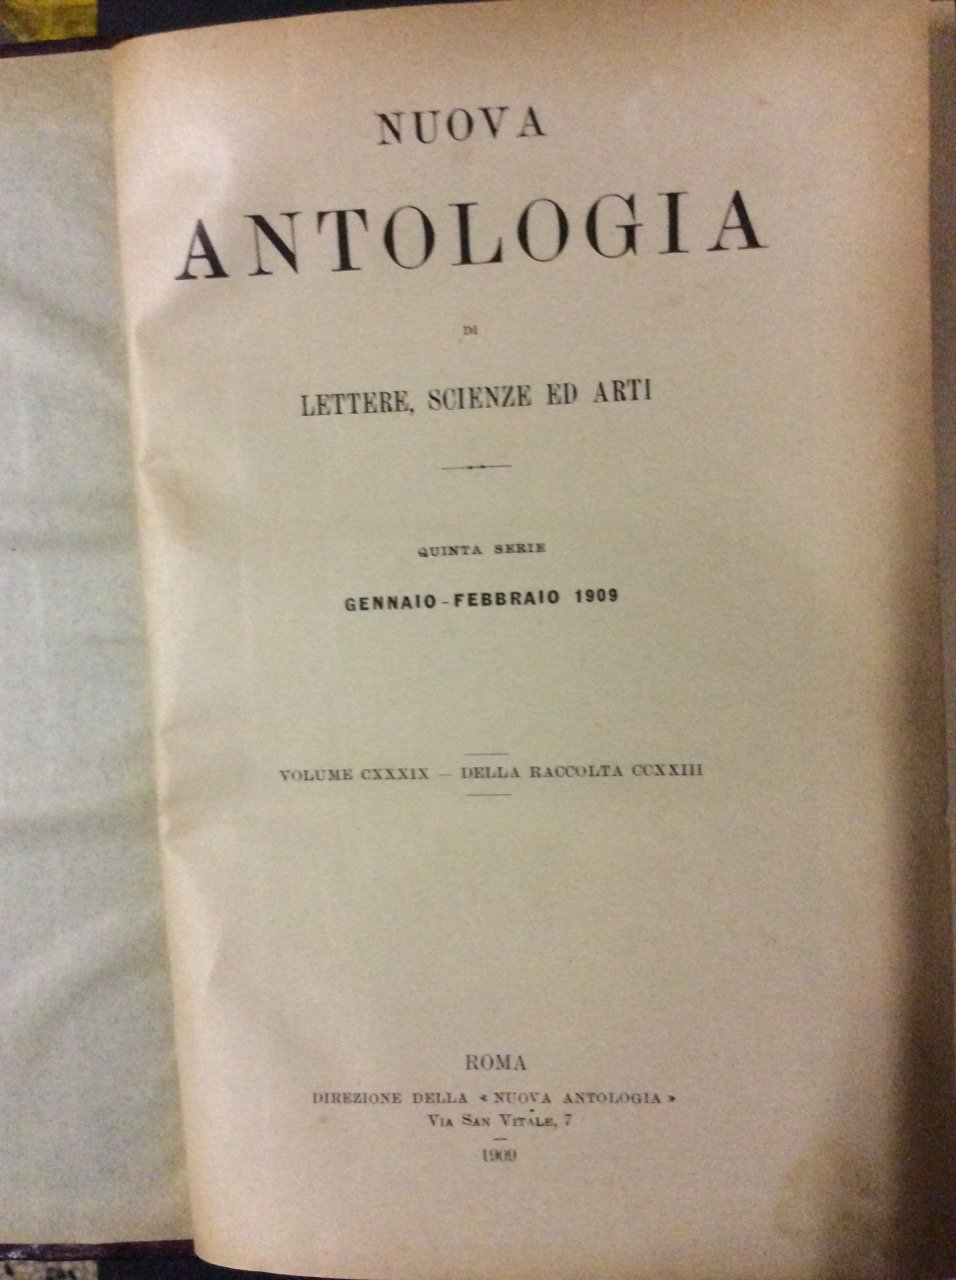 NUOVA
ANTOLOGIA
DI
LETTERE, SCIENZE ED ARTI
QUINTA SERIE
GENNAIO - FEBBRAIO 1909
VOLUME CXXXIX — DELLA RACCOLTA CCXXIII
ROMA
DIREZIONE DELLA « NUOVA ANTOLOGIA »
VIA SAN VITALE, 7
1909